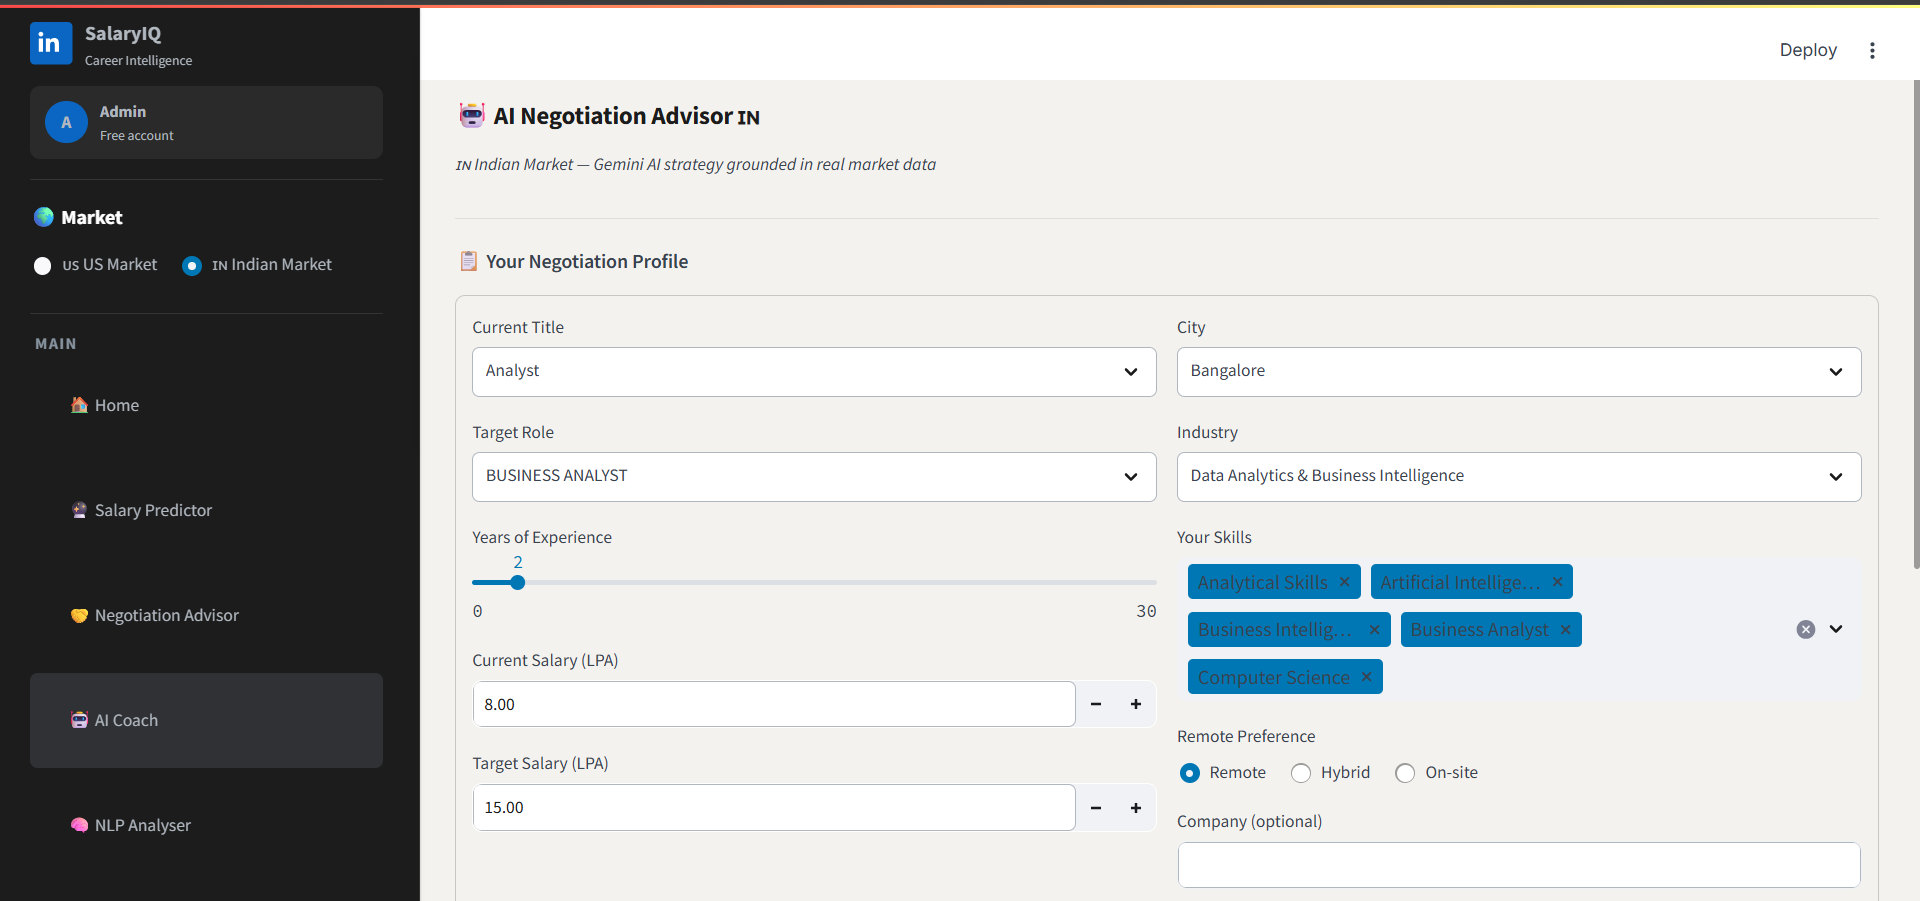 in
SalaryIQ
Career Intelligence
A
Admin
Free account
Market
US US Market
IN Indian Market
MAIN
Home
Salary Predictor
Negotiation Advisor
AI Coach
NLP Analyser
Deploy
AI Negotiation Advisor IN
IN Indian Market — Gemini AI strategy grounded in real market data
Your Negotiation Profile
Current Title
Analyst
Target Role
BUSINESS ANALYST
Years of Experience
2
0 30
Current Salary (LPA)
8.00
Target Salary (LPA)
15.00
City
Bangalore
Industry
Data Analytics & Business Intelligence
Your Skills
Analytical Skills Artificial Intellige...
Business Intellig... Business Analyst
Computer Science
Remote Preference
Remote Hybrid On-site
Company (optional)